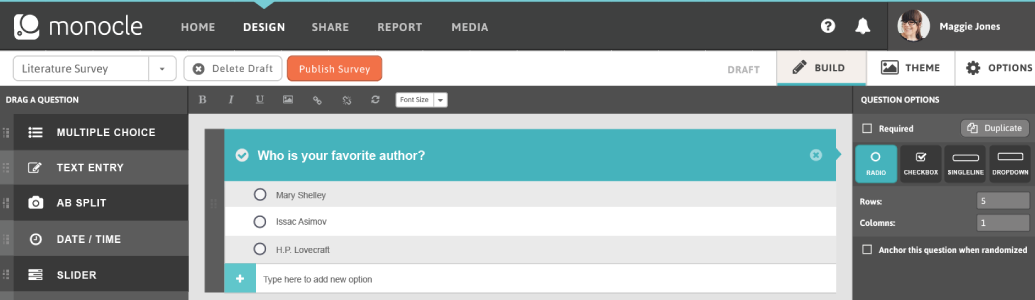 monocle
HOME DESIGN SHARE REPORT MEDIA
? Maggie Jones
Literature Survey Delete Draft Publish Survey
DRAFT BUILD THEME OPTIONS
DRAG A QUESTION
MULTIPLE CHOICE
TEXT ENTRY
AB SPLIT
DATE / TIME
SLIDER
B I U Font Size
Who is your favorite author?
Mary Shelley
Issac Asimov
H.P. Lovecraft
+ Type here to add new option
QUESTION OPTIONS
Required Duplicate
RADIO CHECKBOX SINGLELINE DROPDOWN
Rows: 5
Coloms: 1
Anchor this question when randomized